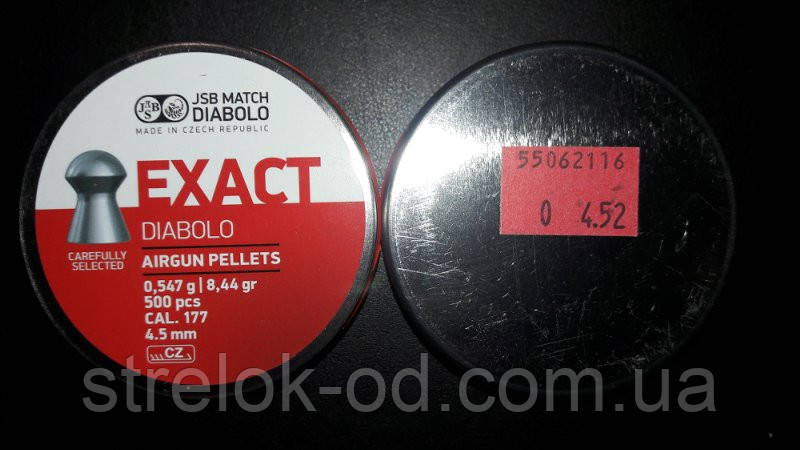 JSB
JSB MATCH
DIABOLO
MADE IN CZECH REPUBLIC
EXACT
DIABOLO
CAREFULLY
SELECTED
AIRGUN PELLETS
0,547 g | 8,44 gr
500 pcs
CAL. 177
4.5 mm
CZ
55062116
0 4.52
strelok-od.com.ua